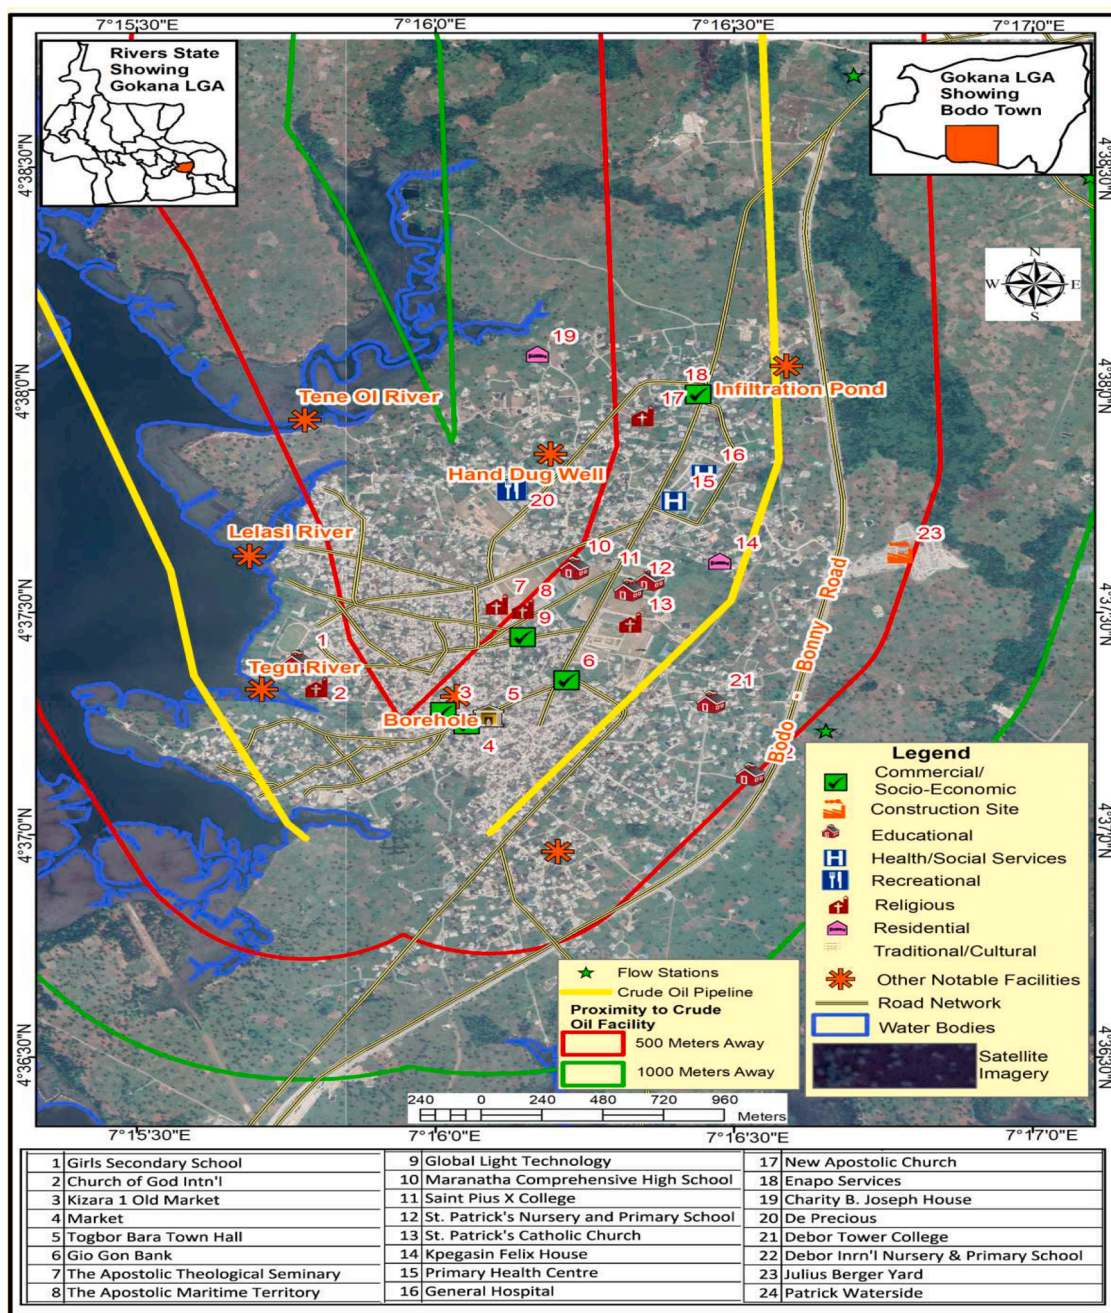 7°15'30"E
7°16'0"E
7°16'30"E
7°17'0"E
Rivers State
Showing
Gokana LGA
Gokana LGA
Showing
Bodo Town
4°38'30"N
4°38'30"N
N
W
E
S
19
18
Infiltration Pond
17
Tene Ol River
4°38'0"N
4°38'0"N
16
Hand Dug Well
H
15
H
20
Lelasi River
23
10
11
14
12
7
8
13
9
4°37'30"N
4°37'30"N
Bodo - Bonny Road
1
Tegu River
2
6
21
3
5
Borehole
4
2
4°37'0"N
4°37'0"N
Legend
Commercial/
Socio-Economic
Construction Site
Educational
H
Health/Social Services
Recreational
Religious
Residential
Traditional/Cultural
Other Notable Facilities
Road Network
Water Bodies
Satellite
Imagery
Flow Stations
Crude Oil Pipeline
Proximity to Crude
Oil Facility
500 Meters Away
1000 Meters Away
4°36'30"N
4°36'30"N
240 120 0 240 480 720 960
Meters
7°15'30"E
7°16'0"E
7°16'30"E
7°17'0"E
1 Girls Secondary School
2 Church of God Intn'l
3 Kizara 1 Old Market
4 Market
5 Togbor Bara Town Hall
6 Gio Gon Bank
7 The Apostolic Theological Seminary
8 The Apostolic Maritime Territory
9 Global Light Technology
10 Maranatha Comprehensive High School
11 Saint Pius X College
12 St. Patrick's Nursery and Primary School
13 St. Patrick's Catholic Church
14 Kpegasin Felix House
15 Primary Health Centre
16 General Hospital
17 New Apostolic Church
18 Enapo Services
19 Charity B. Joseph House
20 De Precious
21 Debor Tower College
22 Debor Inrn'l Nursery & Primary School
23 Julius Berger Yard
24 Patrick Waterside